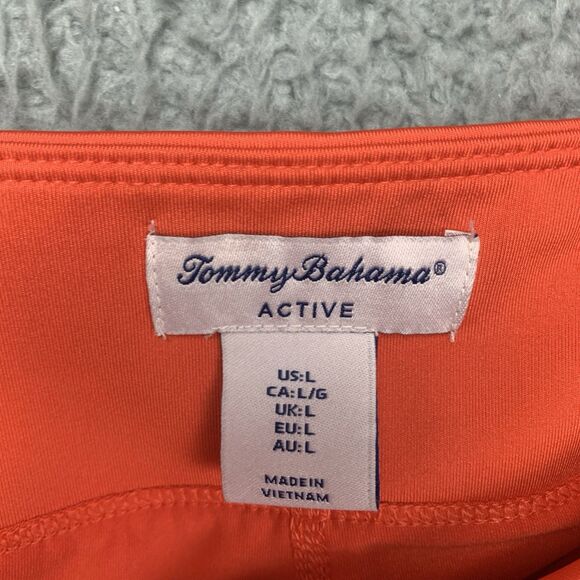 Tommy Bahama®
ACTIVE
US:L
CA:L/G
UK:L
EU:L
AU:L
MADE IN
VIETNAM